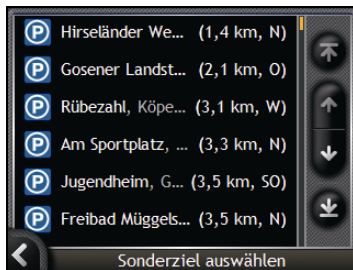 P Hirseländer We... (1,4 km, N)
P Gosener Landst... (2,1 km, O)
P Rübezahl, Köpe... (3,1 km, W)
P Am Sportplatz, ... (3,3 km, N)
P Jugendheim, G... (3,5 km, SO)
P Freibad Müggels... (3,5 km, N)
Sonderziel auswählen